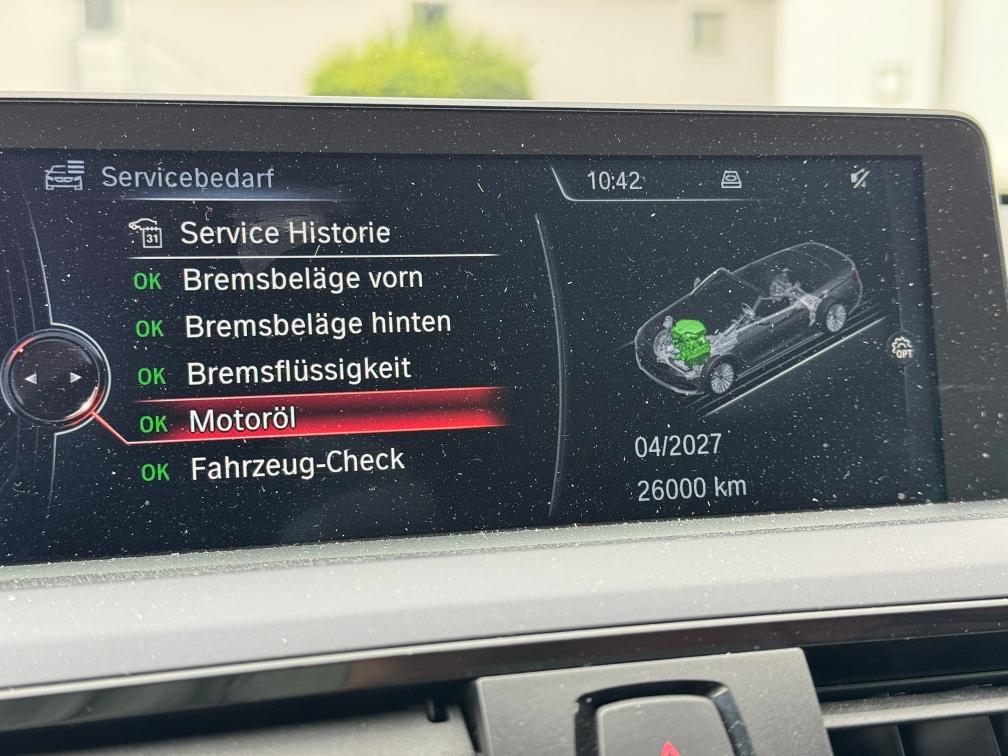 Servicebedarf
10:42
31 Service Historie
OK Bremsbeläge vorn
OK Bremsbeläge hinten
OK Bremsflüssigkeit
OK Motoröl
OK Fahrzeug-Check
OPT
04/2027
26000 km